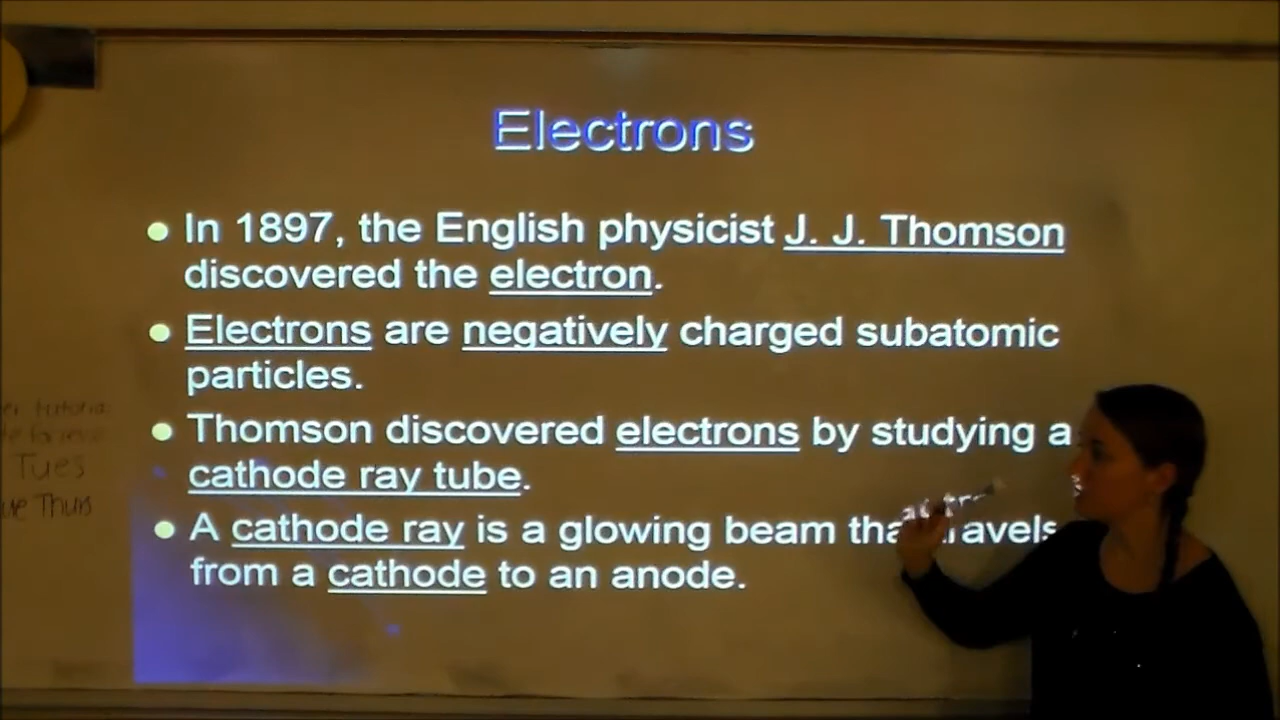 Electrons
In 1897, the English physicist J. J. Thomson
discovered the electron.
Electrons are negatively charged subatomic
particles.
Thomson discovered electrons by studying a
cathode ray tube.
A cathode ray is a glowing beam that travels
from a cathode to an anode.
Tues
Thurs